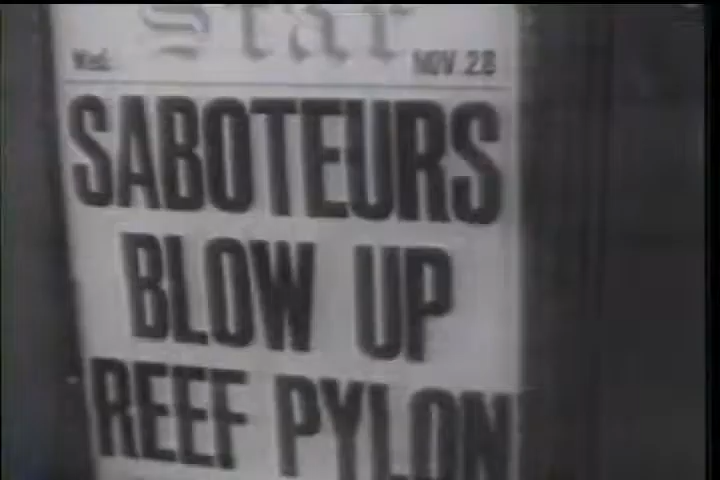 Star
Wed. NOV. 28
SABOTEURS
BLOW UP
REEF PYLON